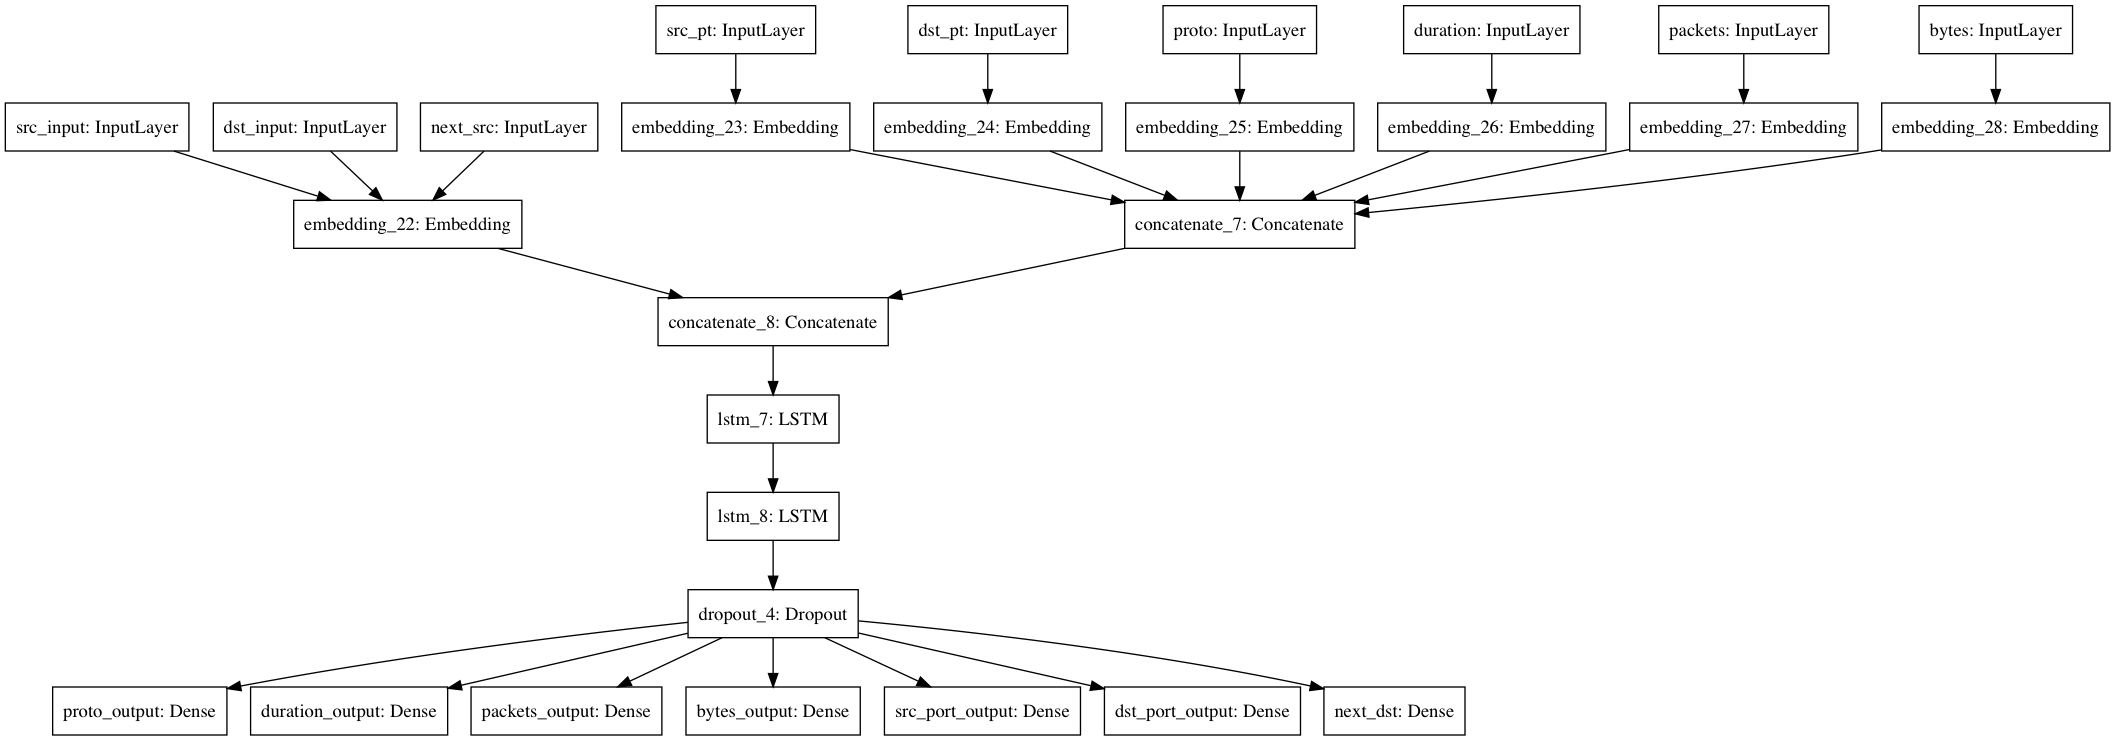 src_pt: InputLayer
dst_pt: InputLayer
proto: InputLayer
duration: InputLayer
packets: InputLayer
bytes: InputLayer
src_input: InputLayer
dst_input: InputLayer
next_src: InputLayer
embedding_23: Embedding
embedding_24: Embedding
embedding_25: Embedding
embedding_26: Embedding
embedding_27: Embedding
embedding_28: Embedding
embedding_22: Embedding
concatenate_7: Concatenate
concatenate_8: Concatenate
lstm_7: LSTM
lstm_8: LSTM
dropout_4: Dropout
proto_output: Dense
duration_output: Dense
packets_output: Dense
bytes_output: Dense
src_port_output: Dense
dst_port_output: Dense
next_dst: Dense